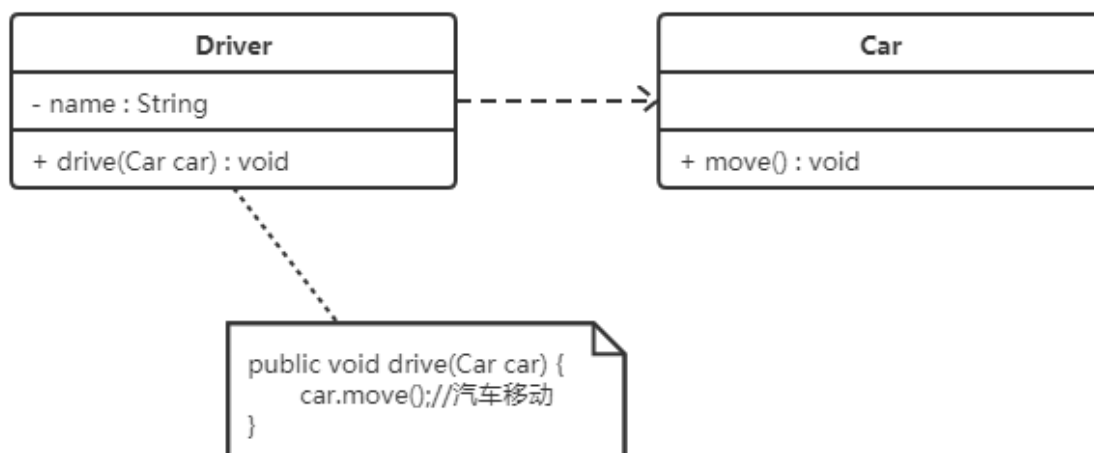 Driver
- name : String
+ drive(Car car) : void
Car
+ move() : void
public void drive(Car car) {
car.move();//汽车移动
}